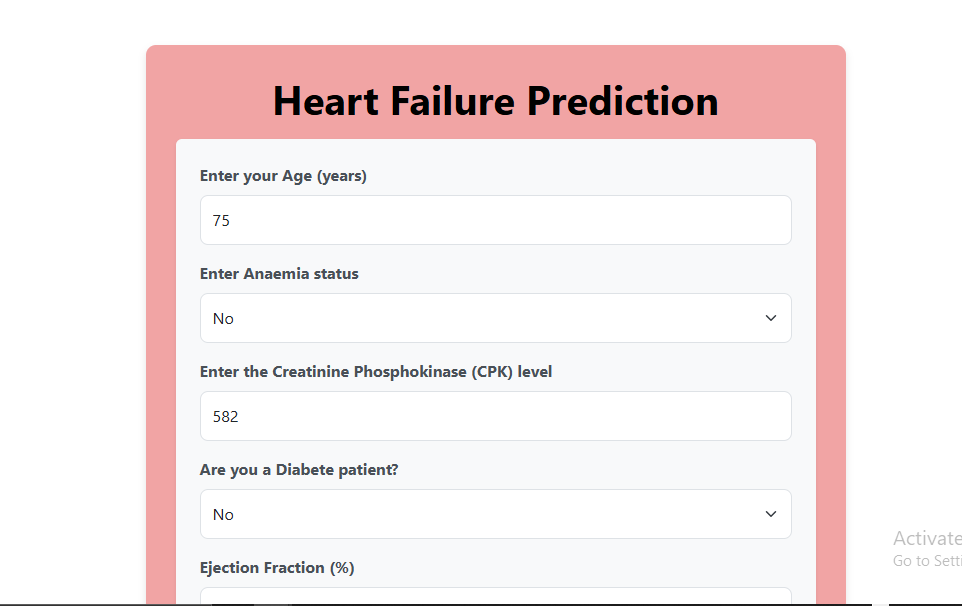 Heart Failure Prediction
Enter your Age (years)
75
Enter Anaemia status
No
Enter the Creatinine Phosphokinase (CPK) level
582
Are you a Diabete patient?
No
Ejection Fraction (%)
Activate
Go to Setti